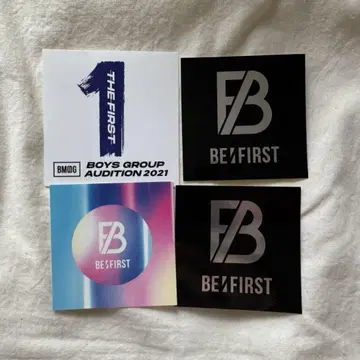 1
THE FIRST
BMSG
BOYS GROUP
AUDITION 2021
B
BE:FIRST
B
BE:FIRST
B
BE:FIRST